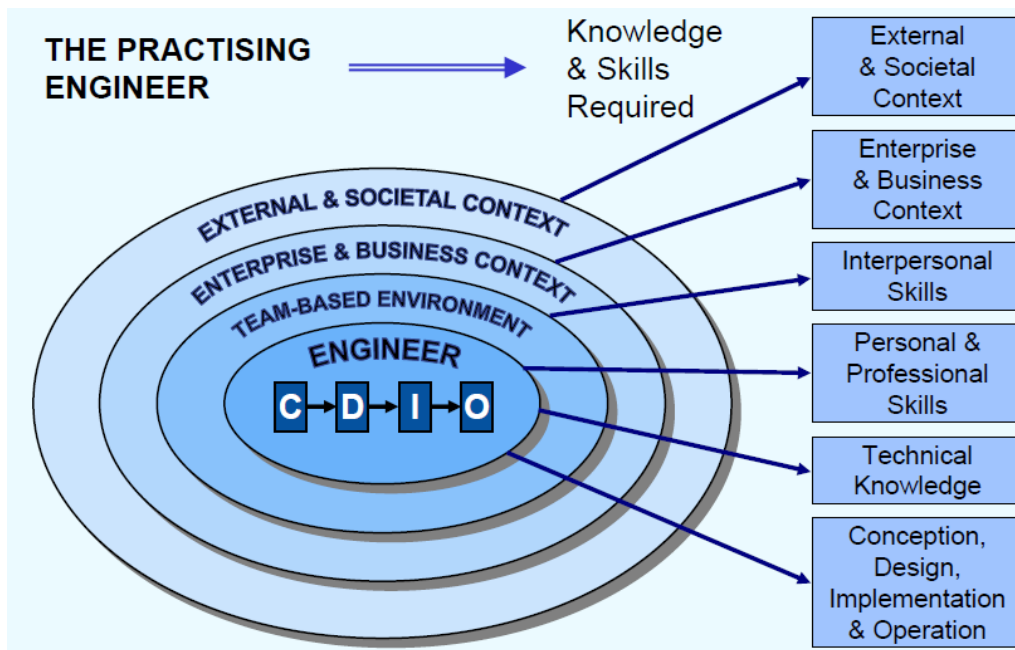 THE PRACTISING
ENGINEER
Knowledge
& Skills
Required
External
& Societal
Context
Enterprise
& Business
Context
Interpersonal
Skills
Personal &
Professional
Skills
Technical
Knowledge
Conception,
Design,
Implementation
& Operation
EXTERNAL & SOCIETAL CONTEXT
ENTERPRISE & BUSINESS CONTEXT
TEAM-BASED ENVIRONMENT
ENGINEER
C D I O